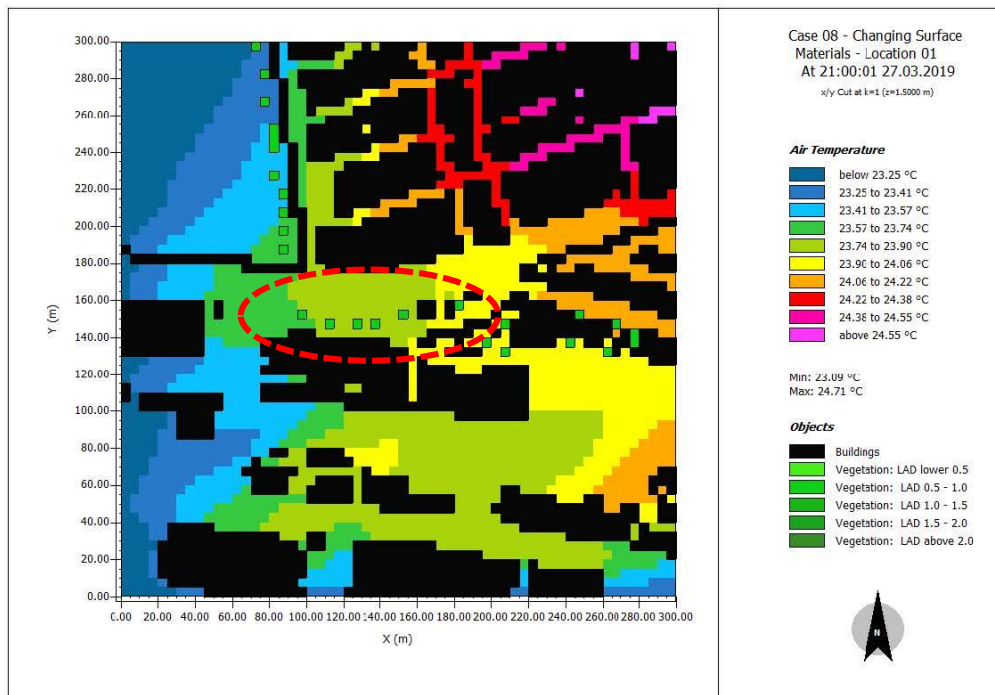 300.00
280.00
260.00
240.00
220.00
200.00
180.00
160.00
140.00
120.00
100.00
80.00
60.00
40.00
20.00
0.00
Y (m)
0.00 20.00 40.00 60.00 80.00 100.00 120.00 140.00 160.00 180.00 200.00 220.00 240.00 260.00 280.00 300.00
X (m)
Case 08 - Changing Surface
Materials - Location 01
At 21:00:01 27.03.2019
x/y Cut at k=1 (z=1.5000 m)
Air Temperature
below 23.25 °C
23.25 to 23.41 °C
23.41 to 23.57 °C
23.57 to 23.74 °C
23.74 to 23.90 °C
23.90 to 24.06 °C
24.06 to 24.22 °C
24.22 to 24.38 °C
24.38 to 24.55 °C
above 24.55 °C
Min: 23.09 °C
Max: 24.71 °C
Objects
Buildings
Vegetation: LAD lower 0.5
Vegetation: LAD 0.5 - 1.0
Vegetation: LAD 1.0 - 1.5
Vegetation: LAD 1.5 - 2.0
Vegetation: LAD above 2.0
N